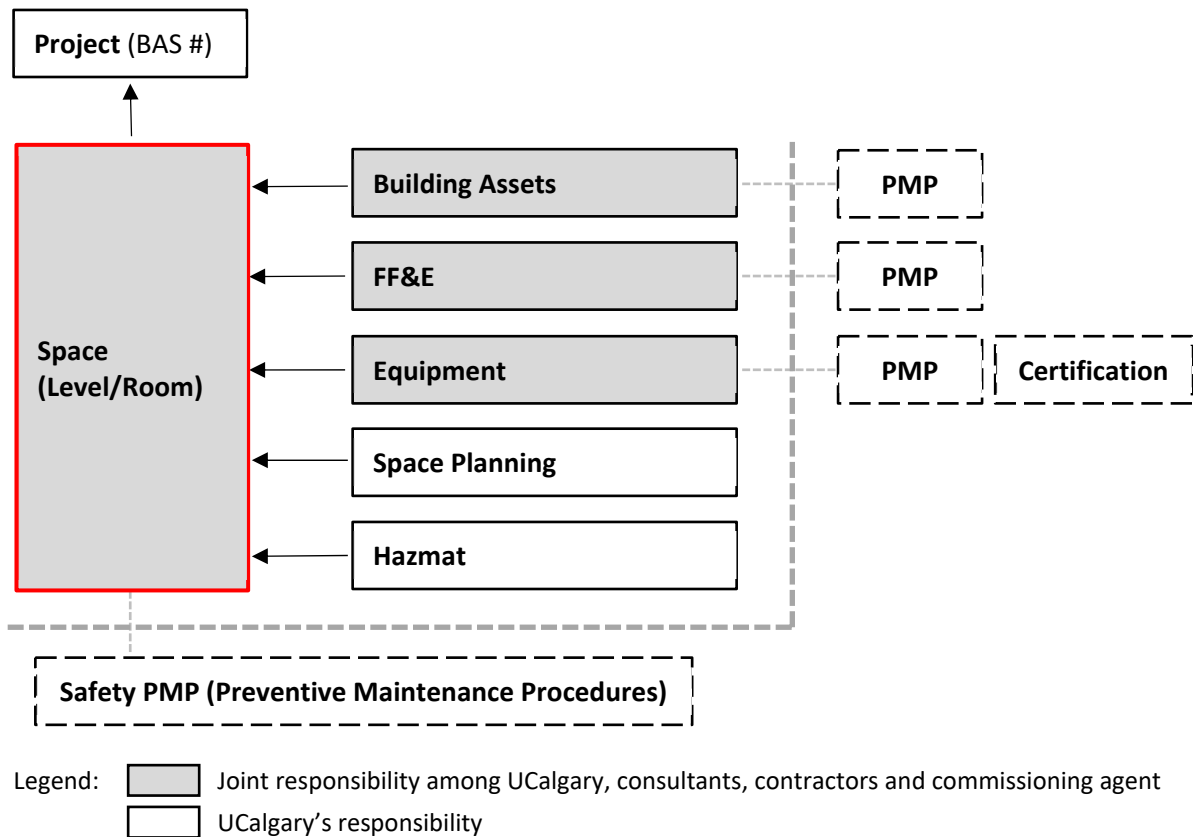 Project (BAS #)
Building Assets
PMP
FF&E
PMP
Space
(Level/Room)
Equipment
PMP
Certification
Space Planning
Hazmat
Safety PMP (Preventive Maintenance Procedures)
Legend:
Joint responsibility among UCalgary, consultants, contractors and commissioning agent
UCalgary's responsibility